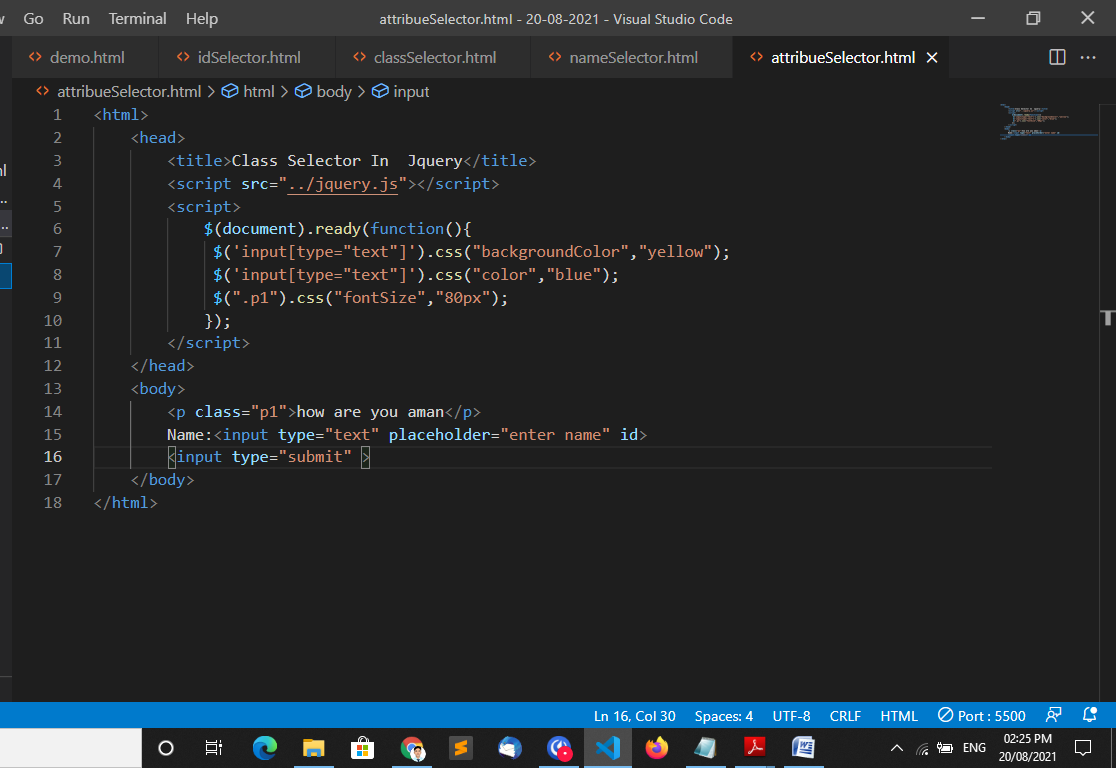 Go Run Terminal Help attribueSelector.html - 20-08-2021 - Visual Studio Code
demo.html idSelector.html classSelector.html nameSelector.html attribueSelector.html
attribueSelector.html > html > body > input
1 <html>
2 <head>
3 <title>Class Selector In  Jquery</title>
4 <script src="../jquery.js"></script>
5 <script>
6 $(document).ready(function(){
7 $('input[type="text"]').css("backgroundColor","yellow");
8 $('input[type="text"]').css("color","blue");
9 $(".p1").css("fontSize","80px");
10 });
11 </script>
12 </head>
13 <body>
14 <p class="p1">how are you aman</p>
15 Name:<input type="text" placeholder="enter name" id>
16 <input type="submit" >
17 </body>
18 </html>
Ln 16, Col 30 Spaces: 4 UTF-8 CRLF HTML Port : 5500
ENG 02:25 PM
20/08/2021